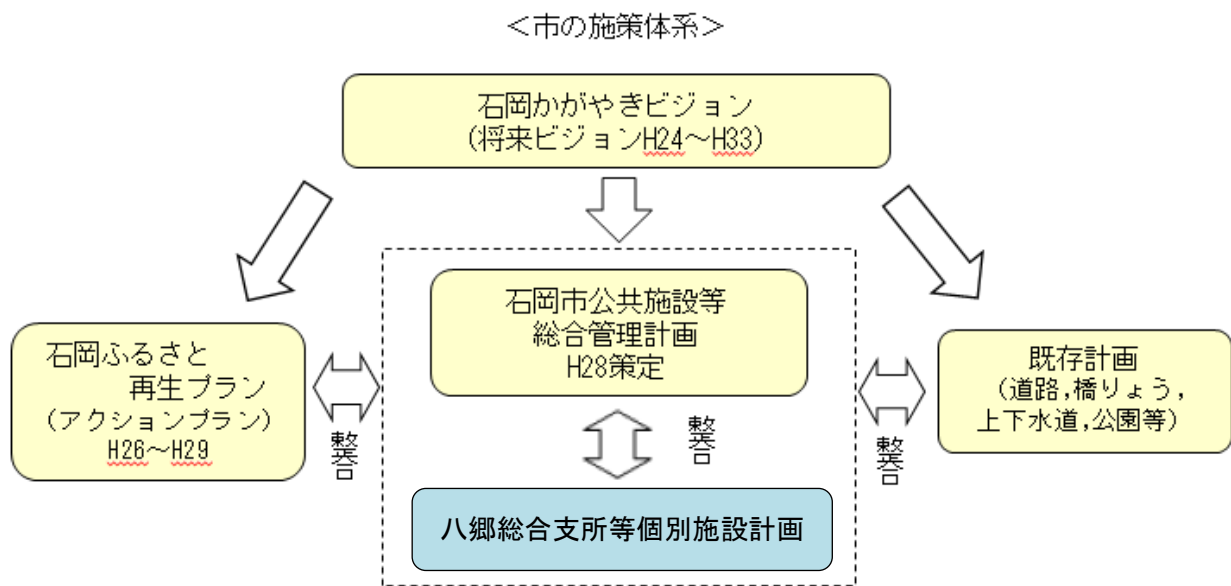 ＜市の施策体系＞
石岡かがやきビジョン
(将来ビジョンH24～H33)
石岡市公共施設等
総合管理計画
H28策定
石岡ふるさと
再生プラン
(アクションプラン)
H26～H29
整合
整合
整合
既存計画
(道路,橋りょう,
上下水道,公園等)
八郷総合支所等個別施設計画